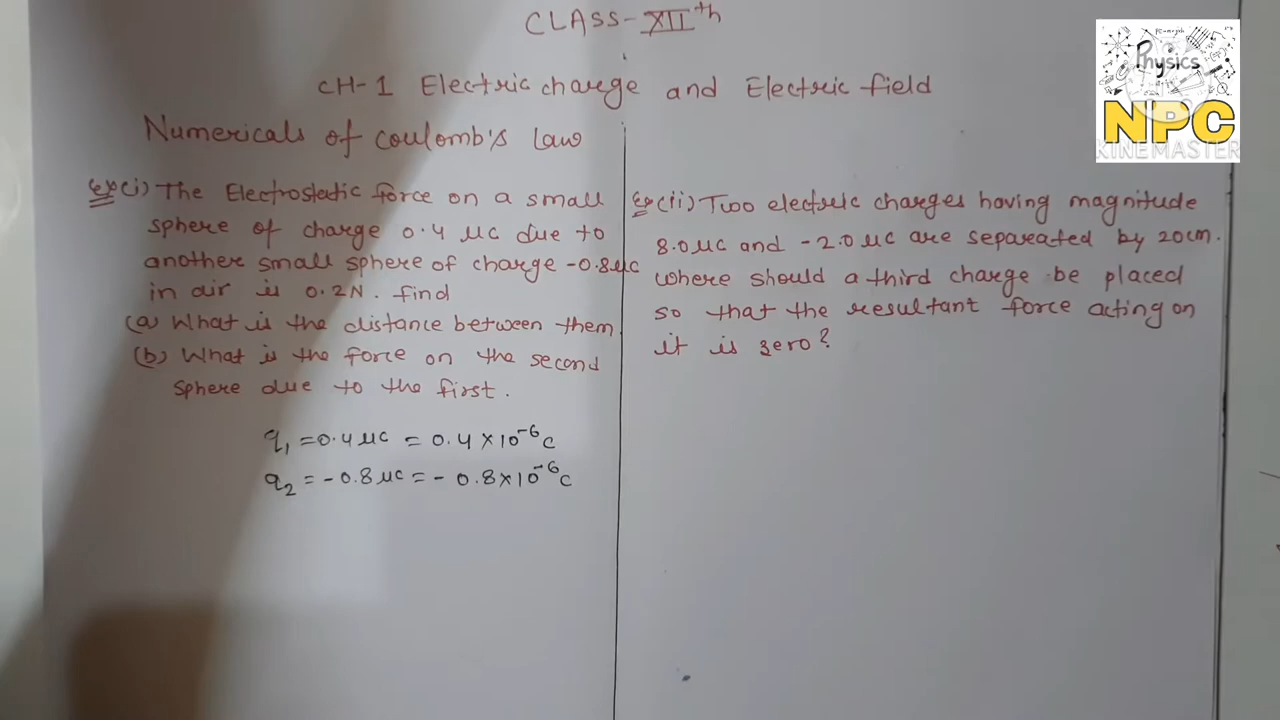 CLASS-XIIth
CH-1 Electric charge and Electric field
Numericals of Coulomb's Law
Ex(i) The Electrostatic force on a small
sphere of charge 0.4 μC due to
another small sphere of charge -0.8μC
in air is 0.2N. find
(a) What is the distance between them
(b) What is the force on the second
sphere due to the first.
q₁ = 0.4 μC = 0.4 × 10⁻⁶ C
q₂ = - 0.8 μC = - 0.8 × 10⁻⁶ C
Ex(ii) Two electric charges having magnitude
8.0 μC and -2.0 μC are separated by 20cm.
Where should a third charge be placed
so that the resultant force acting on
it is zero?
Physics
NPC
KINEMASTER